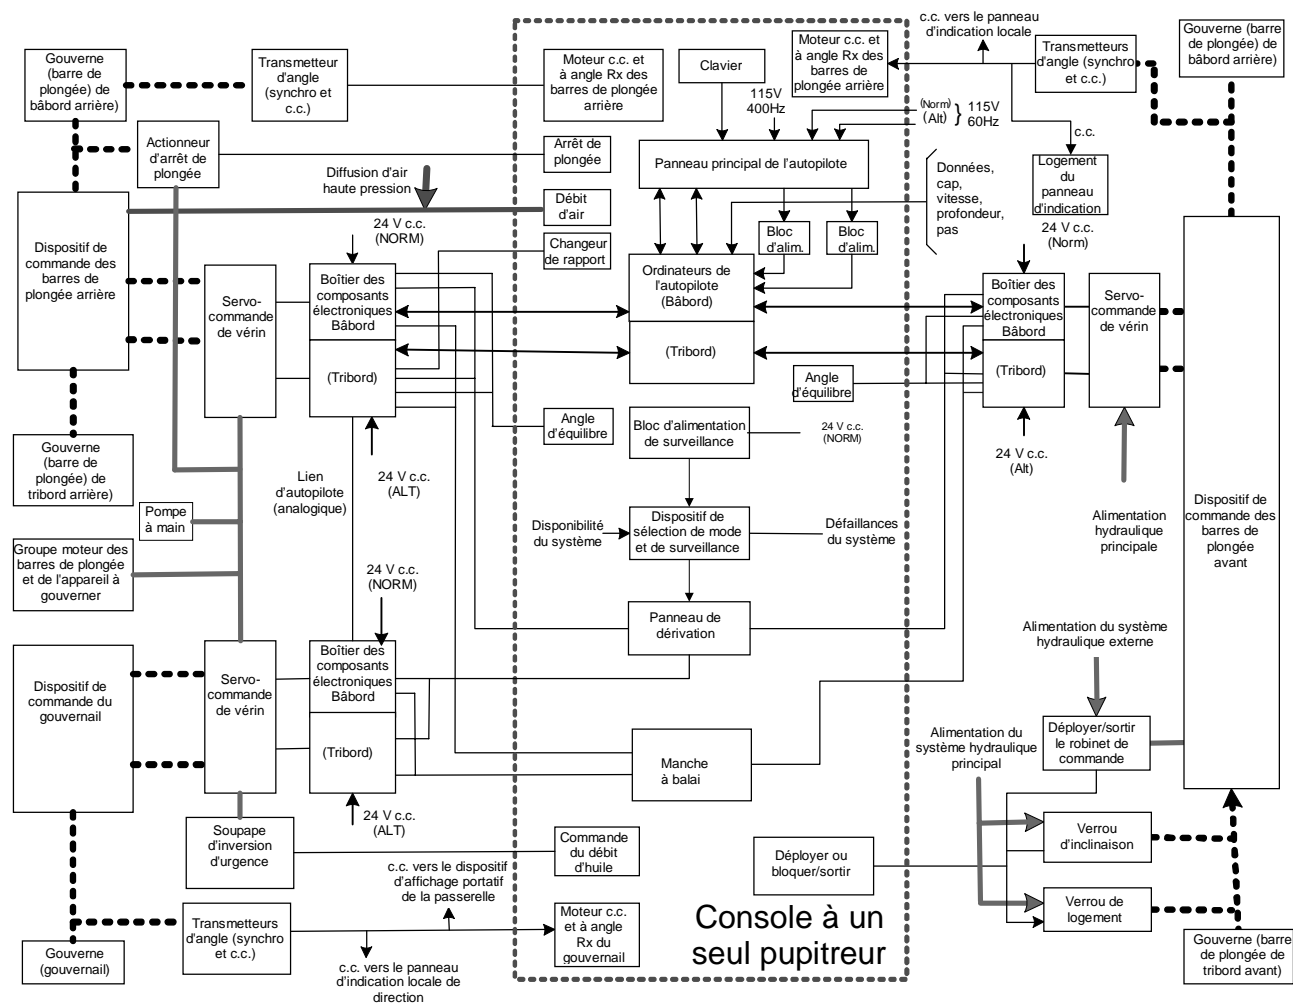 Gouverne
(barre de
plongée) de
bâbord arrière)
Transmetteur
d'angle
(synchro et
c.c.)
Moteur c.c. et
à angle Rx des
barres de
plongée
arrière
Clavier
Moteur c.c. et
à angle Rx des
barres de
plongée arrière
c.c. vers le panneau
d'indication locale
Transmetteurs
d'angle (synchro
et c.c.)
Gouverne (barre
de plongée) de
bâbord arrière)
115V
400Hz
(Norm)
(Alt)
} 115V
60Hz
c.c.
Actionneur
d'arrêt de
plongée
Arrêt de
plongée
Panneau principal de l'autopilote
Logement
du
panneau
d'indication
Diffusion d'air
haute pression
Données,
cap,
vitesse,
profondeur,
pas
Débit
d'air
24 V c.c.
(NORM)
Bloc
d'alim.
Bloc
d'alim.
24 V c.c.
(Norm)
Changeur
de rapport
Dispositif de
commande des
barres de
plongée arrière
Servo-
commande
de vérin
Boîtier des
composants
électroniques
Bâbord
(Tribord)
Ordinateurs de
l'autopilote
(Bâbord)
(Tribord)
Boîtier des
composants
électroniques
Bâbord
(Tribord)
Servo-
commande
de vérin
Angle
d'équilibre
Angle
d'équilibre
Bloc d'alimentation
de surveillance
24 V c.c.
(NORM)
24 V c.c.
(Alt)
Gouverne
(barre de
plongée) de
tribord arrière)
24 V c.c.
(ALT)
Lien
d'autopilote
(analogique)
Pompe
à main
Disponibilité
du système
Dispositif de
sélection de mode
et de surveillance
Défaillances
du système
Alimentation
hydraulique
principale
Dispositif de
commande des
barres de
plongée
avant
Groupe moteur des
barres de plongée
et de l'appareil à
gouverner
24 V c.c.
(NORM)
Panneau de
dérivation
Alimentation du système
hydraulique externe
Dispositif de
commande du
gouvernail
Servo-
commande
de vérin
Boîtier des
composants
électroniques
Bâbord
(Tribord)
Manche
à balai
Alimentation du
système hydraulique
principal
Déployer/sortir
le robinet de
commande
24 V c.c.
(ALT)
Soupape
d'inversion
d'urgence
Commande
du débit
d'huile
Déployer ou
bloquer/sortir
Verrou
d'inclinaison
c.c. vers le dispositif
d'affichage portatif
de la passerelle
Verrou de
logement
Transmetteurs
d'angle (synchro
et c.c.)
Moteur c.c.
et à angle
Rx du
gouvernail
Console à un
seul pupitreur
Gouverne
(gouvernail)
c.c. vers le panneau
d'indication locale de
direction
Gouverne (barre
de plongée de
tribord avant)